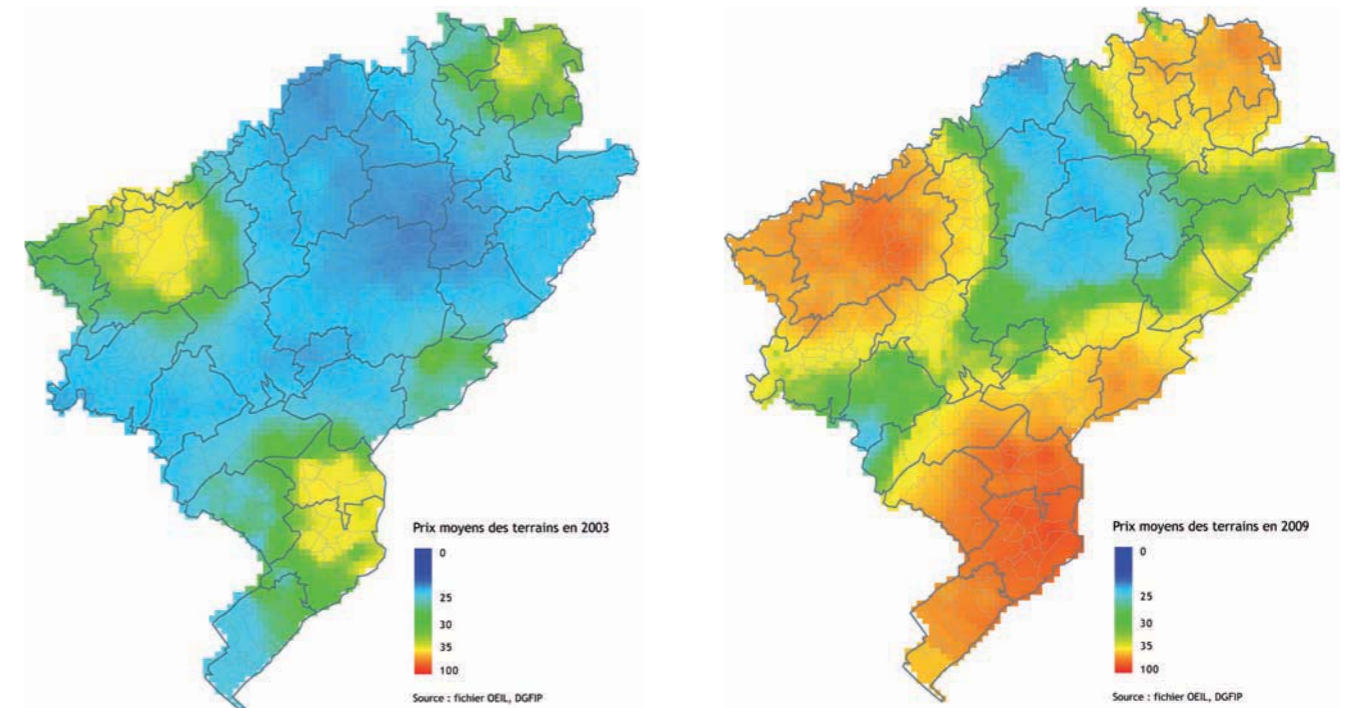 Prix moyens des terrains en 2003
0
25
30
35
100
Source : fichier OEIL, DGFIP
Prix moyens des terrains en 2009
0
25
30
35
100
Source : fichier OEIL, DGFIP